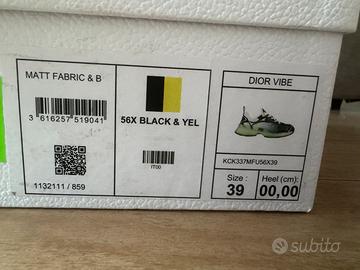 MATT FABRIC & B
3 616257 519041
1132111 / 859
56X BLACK & YEL
IT00
DIOR VIBE
KCK337MFU56X39
Size :
39
Heel (cm):
00,00
subito